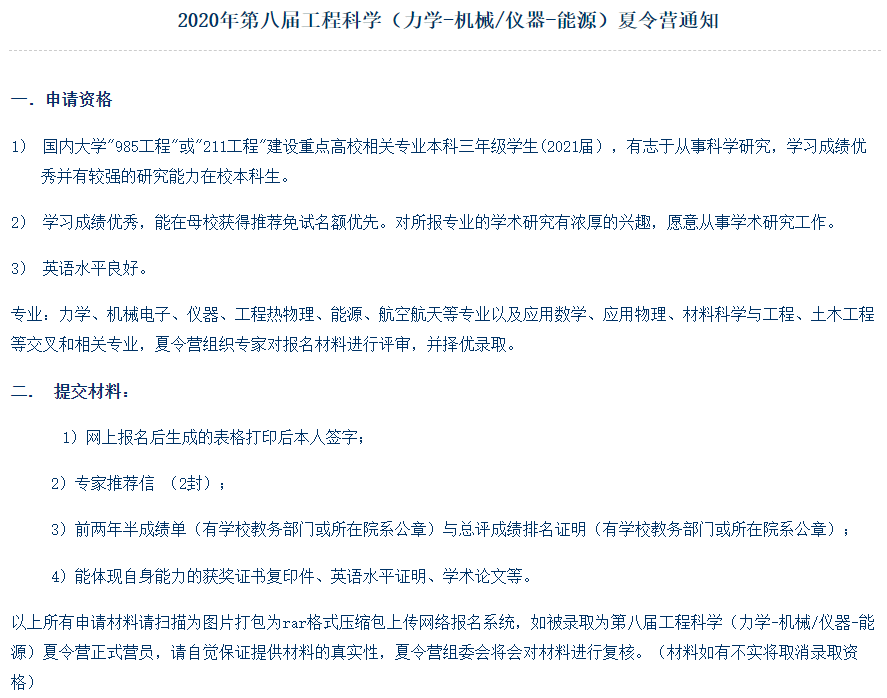 2020年第八届工程科学（力学-机械/仪器-能源）夏令营通知
一．申请资格
1） 国内大学"985工程"或"211工程"建设重点高校相关专业本科三年级学生(2021届），有志于从事科学研究，学习成绩优
秀并有较强的研究能力在校本科生。
2） 学习成绩优秀，能在母校获得推荐免试名额优先。对所报专业的学术研究有浓厚的兴趣，愿意从事学术研究工作。
3） 英语水平良好。
专业：力学、机械电子、仪器、工程热物理、能源、航空航天等专业以及应用数学、应用物理、材料科学与工程、土木工程
等交叉和相关专业，夏令营组织专家对报名材料进行评审，并择优录取。
二． 提交材料：
1）网上报名后生成的表格打印后本人签字；
2）专家推荐信 （2封）；
3）前两年半成绩单（有学校教务部门或所在院系公章）与总评成绩排名证明（有学校教务部门或所在院系公章）；
4）能体现自身能力的获奖证书复印件、英语水平证明、学术论文等。
以上所有申请材料请扫描为图片打包为rar格式压缩包上传网络报名系统，如被录取为第八届工程科学（力学-机械/仪器-能
源）夏令营正式营员，请自觉保证提供材料的真实性，夏令营组委会将会对材料进行复核。（材料如有不实将取消录取资
格）